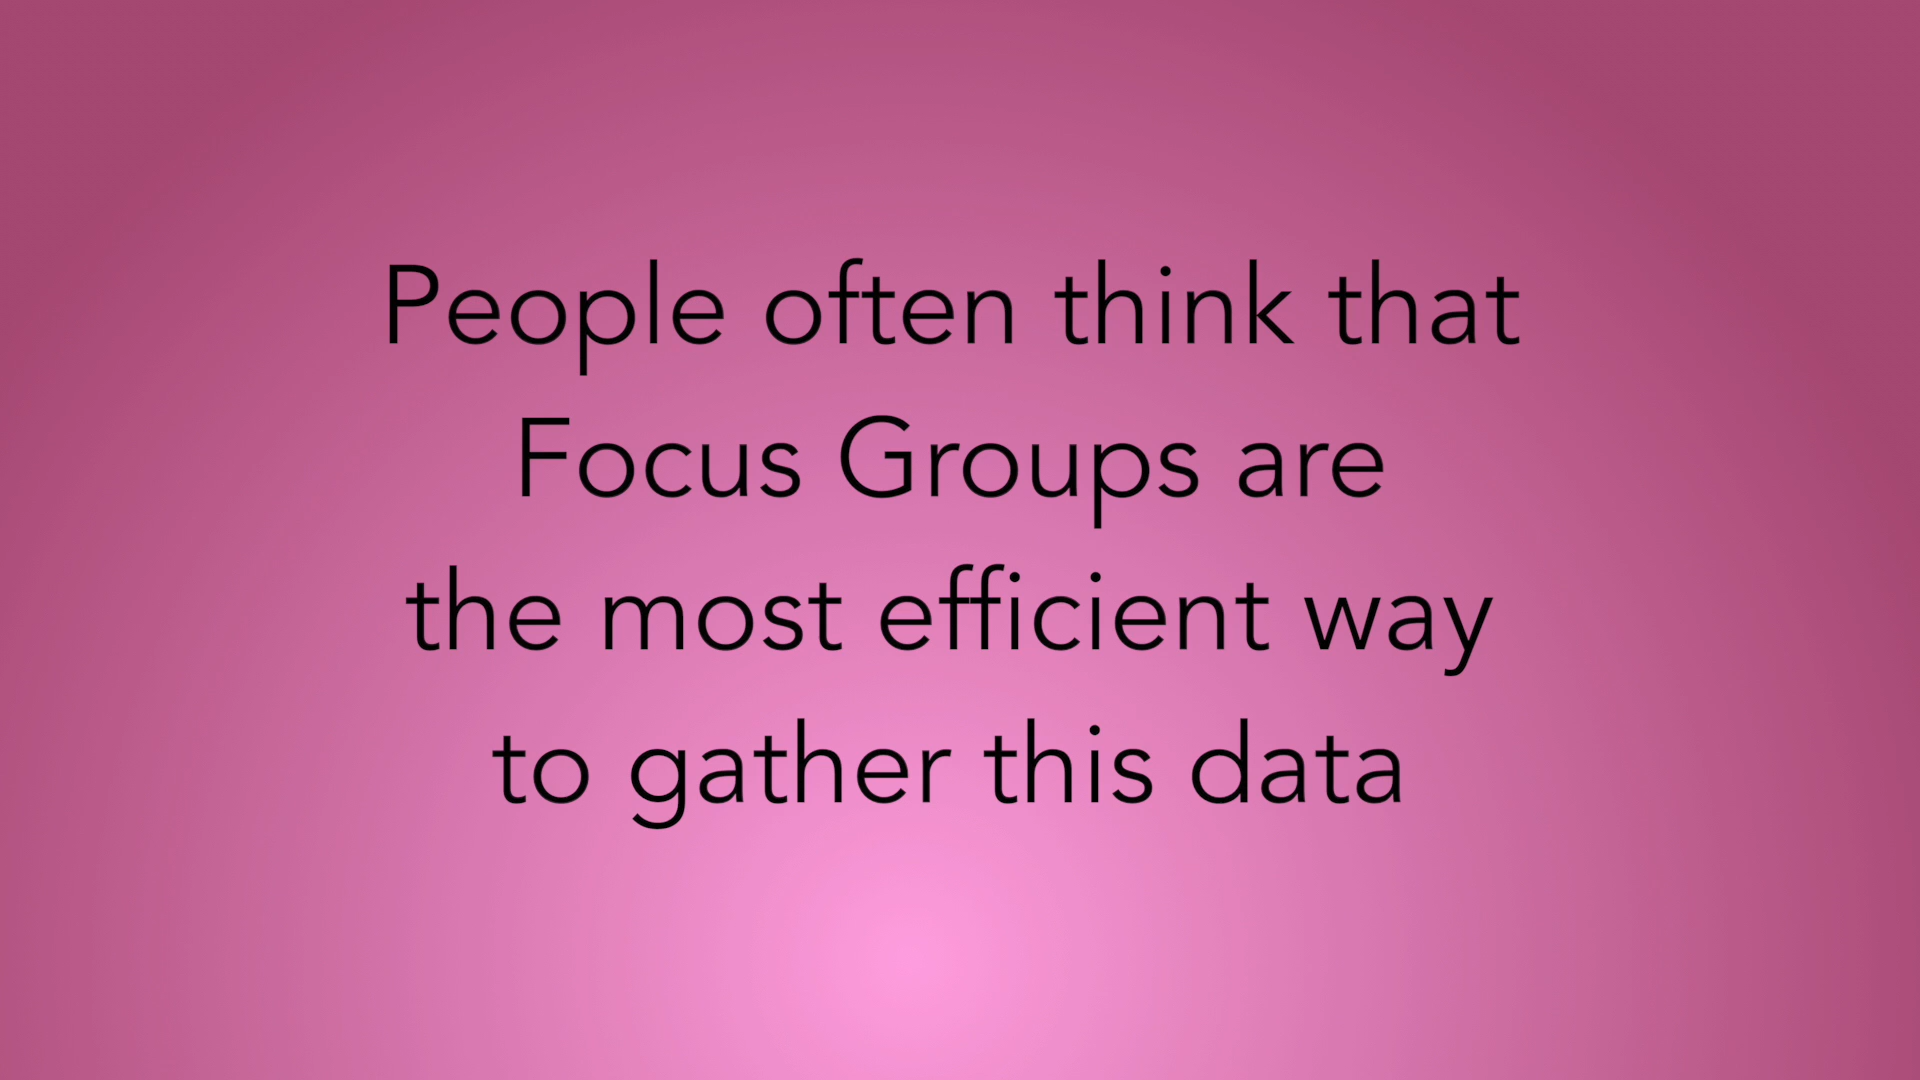 People often think that
Focus Groups are
the most efficient way
to gather this data